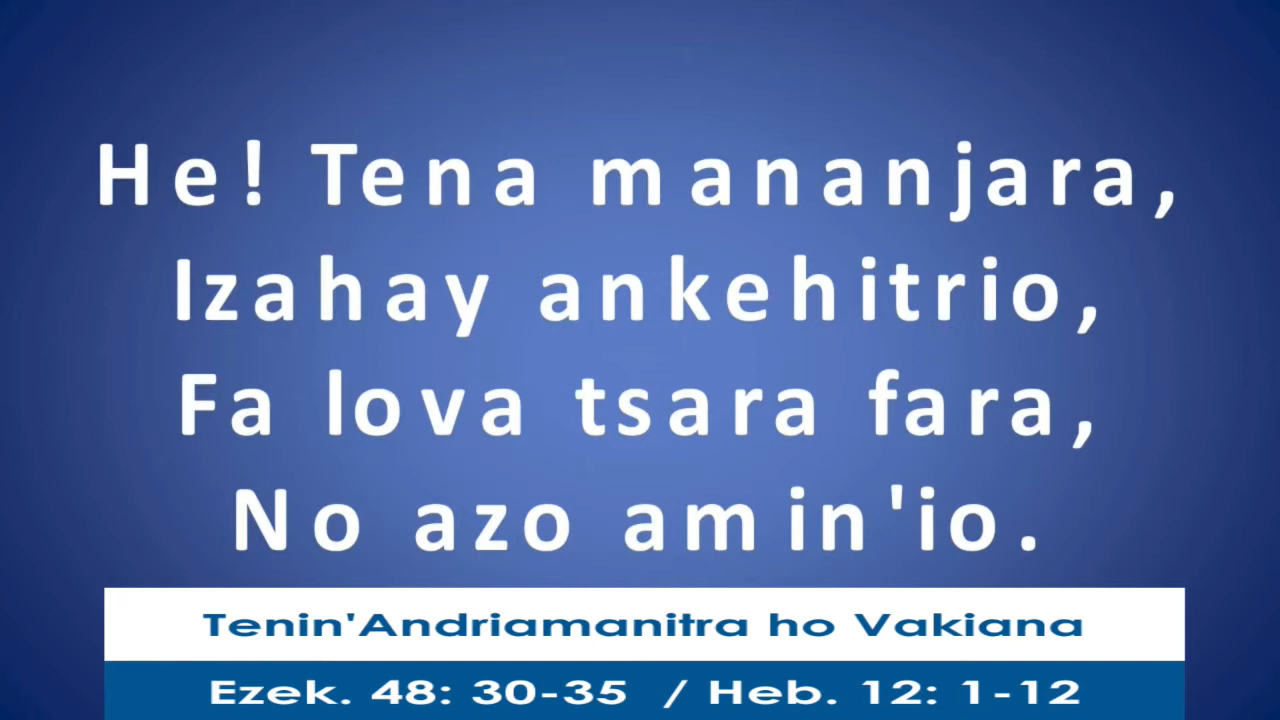 He! Tena mananjara,
Izahay ankehitrio,
Fa lova tsara fara,
No azo amin'io.
Tenin'Andriamanitra ho Vakiana
Ezek. 48: 30-35 / Heb. 12: 1-12